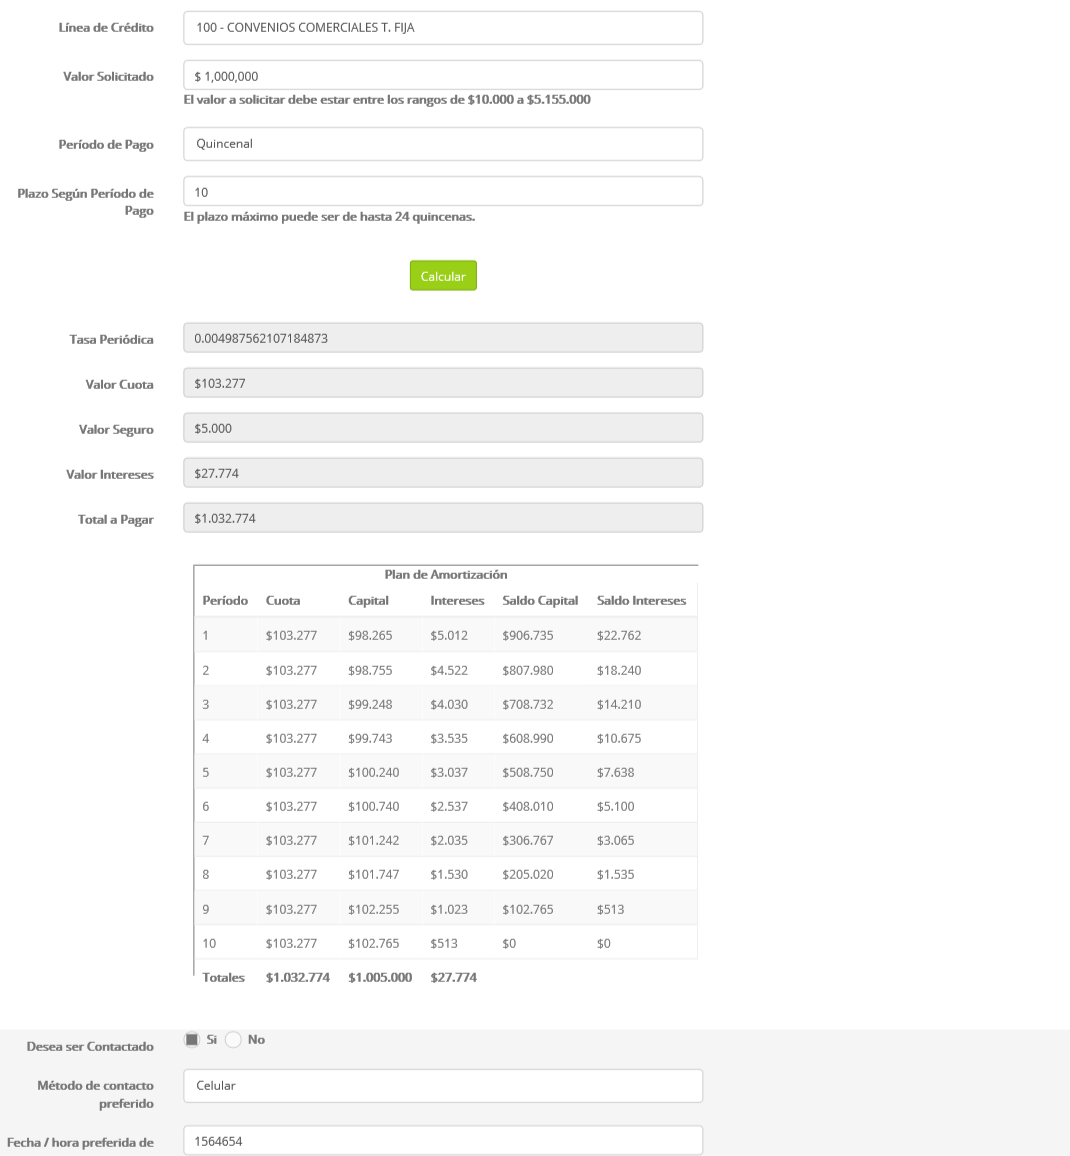 Línea de Crédito 100 - CONVENIOS COMERCIALES T. FIJA
Valor Solicitado $ 1,000,000
El valor a solicitar debe estar entre los rangos de $10.000 a $5.155.000
Período de Pago Quincenal
Plazo Según Período de
Pago
10
El plazo máximo puede ser de hasta 24 quincenas.
Calcular
Tasa Periódica 0.004987562107184873
Valor Cuota $103.277
Valor Seguro $5.000
Valor Intereses $27.774
Total a Pagar $1.032.774
Plan de Amortización
Período Cuota Capital Intereses Saldo Capital Saldo Intereses
1 $103.277 $98.265 $5.012 $906.735 $22.762
2 $103.277 $98.755 $4.522 $807.980 $18.240
3 $103.277 $99.248 $4.030 $708.732 $14.210
4 $103.277 $99.743 $3.535 $608.990 $10.675
5 $103.277 $100.240 $3.037 $508.750 $7.638
6 $103.277 $100.740 $2.537 $408.010 $5.100
7 $103.277 $101.242 $2.035 $306.767 $3.065
8 $103.277 $101.747 $1.530 $205.020 $1.535
9 $103.277 $102.255 $1.023 $102.765 $513
10 $103.277 $102.765 $513 $0 $0
Totales $1.032.774 $1.005.000 $27.774
Desea ser Contactado Si No
Método de contacto
preferido
Celular
Fecha / hora preferida de 1564654